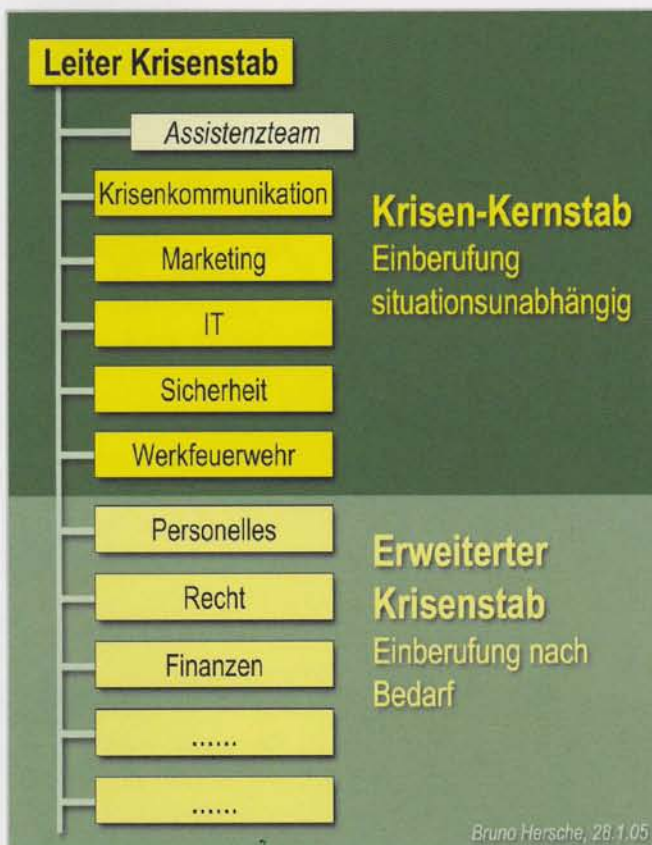 Leiter Krisenstab
Assistenzteam
Krisenkommunikation
Marketing
IT
Sicherheit
Werkfeuerwehr
Krisen-Kernstab
Einberufung
situationsunabhängig
Personelles
Recht
Finanzen
......
......
Erweiterter
Krisenstab
Einberufung nach
Bedarf
Bruno Hersche, 28.1.05